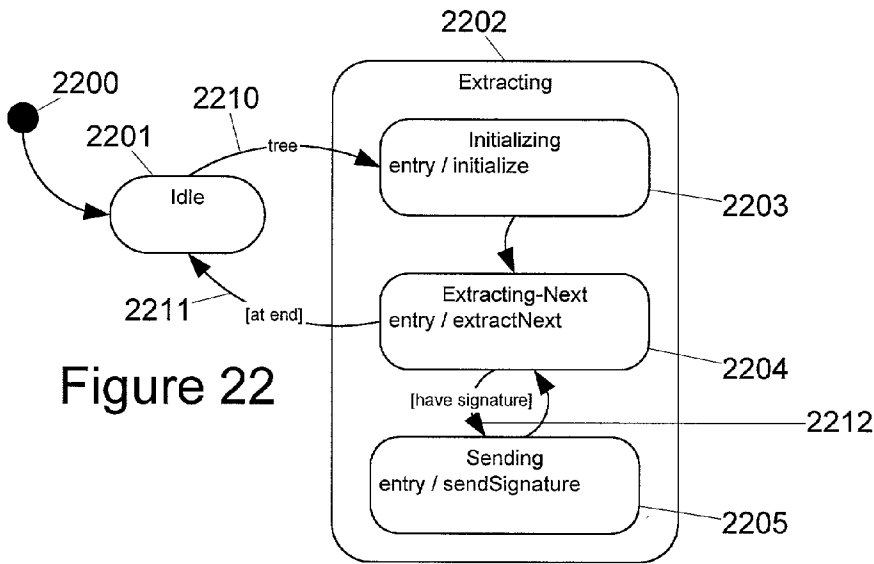 2202
2200
Extracting
2210
2201
tree
Initializing
entry / initialize
Idle
2203
Extracting-Next
entry / extractNext
2211
[at end]
Figure 22
2204
[have signature]
2212
Sending
entry / sendSignature
2205